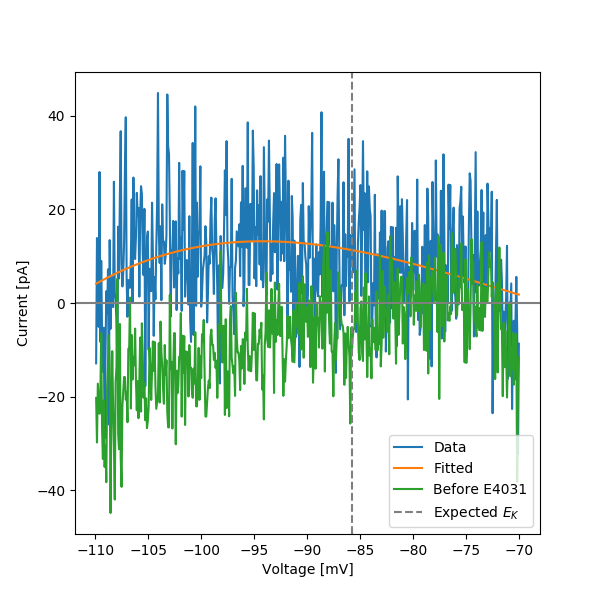 Current [pA]
40
20
0
−20
−40
−110
−105
−100
−95
−90
−85
−80
−75
−70
Voltage [mV]
Data
Fitted
Before E4031
Expected E_K